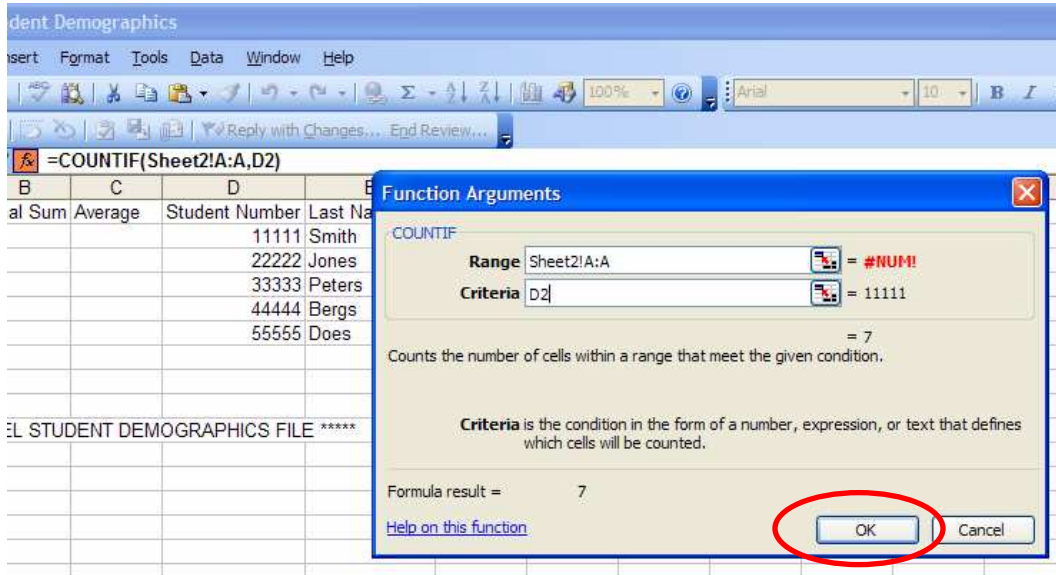 dent Demographics
nsert Format Tools Data Window Help
ABC Σ 100% Arial 10 B I
Reply with Changes... End Review...
fx =COUNTIF(Sheet2!A:A,D2)
B C D E
al Sum Average Student Number Last Na
11111 Smith
22222 Jones
33333 Peters
44444 Bergs
55555 Does
EL STUDENT DEMOGRAPHICS FILE *****
Function Arguments
COUNTIF
Range Sheet2!A:A = #NUM!
Criteria D2 = 11111
= 7
Counts the number of cells within a range that meet the given condition.
Criteria is the condition in the form of a number, expression, or text that defines
which cells will be counted.
Formula result = 7
Help on this function OK Cancel